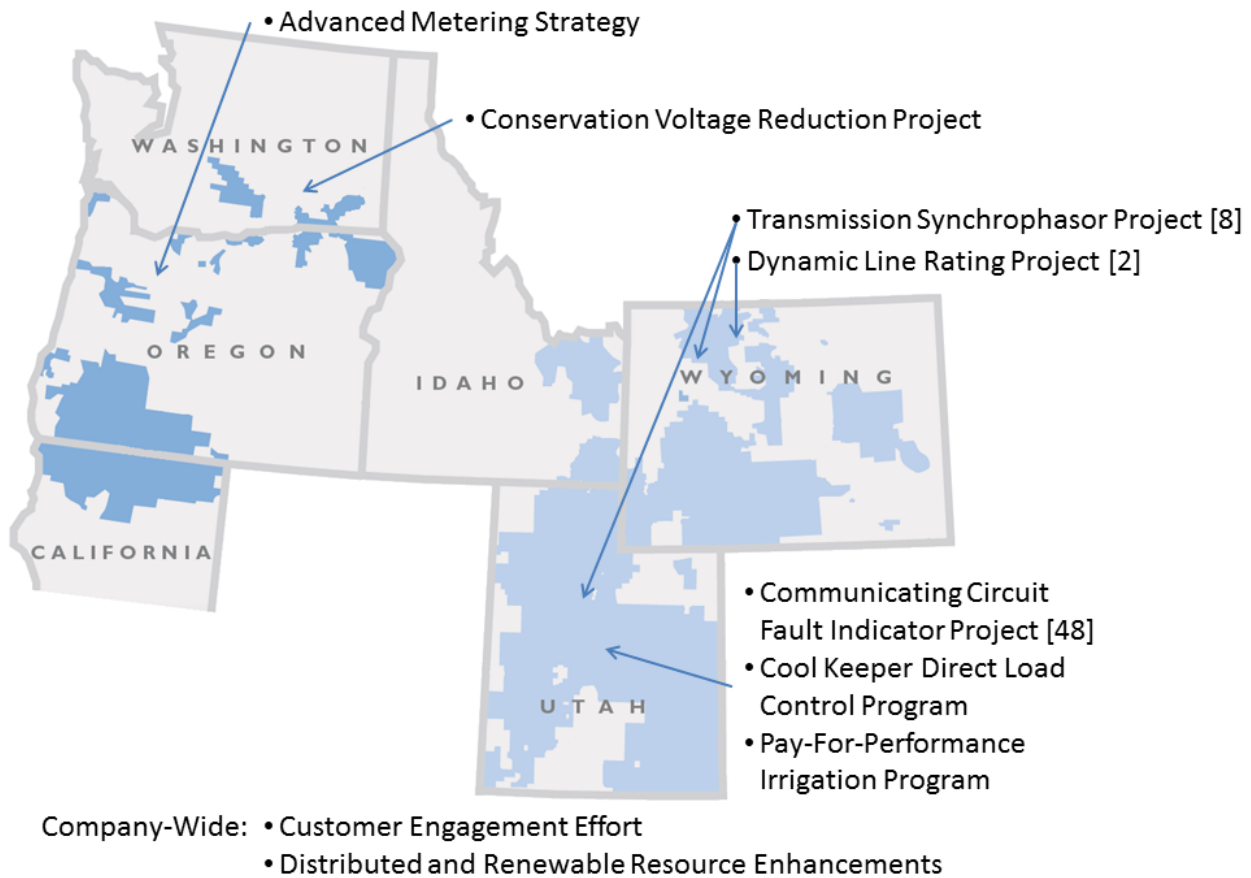 • Advanced Metering Strategy
• Conservation Voltage Reduction Project
WASHINGTON
• Transmission Synchrophasor Project [8]
• Dynamic Line Rating Project [2]
OREGON
IDAHO
WYOMING
CALIFORNIA
• Communicating Circuit
Fault Indicator Project [48]
• Cool Keeper Direct Load
Control Program
UTAH
• Pay-For-Performance
Irrigation Program
Company-Wide: • Customer Engagement Effort
• Distributed and Renewable Resource Enhancements